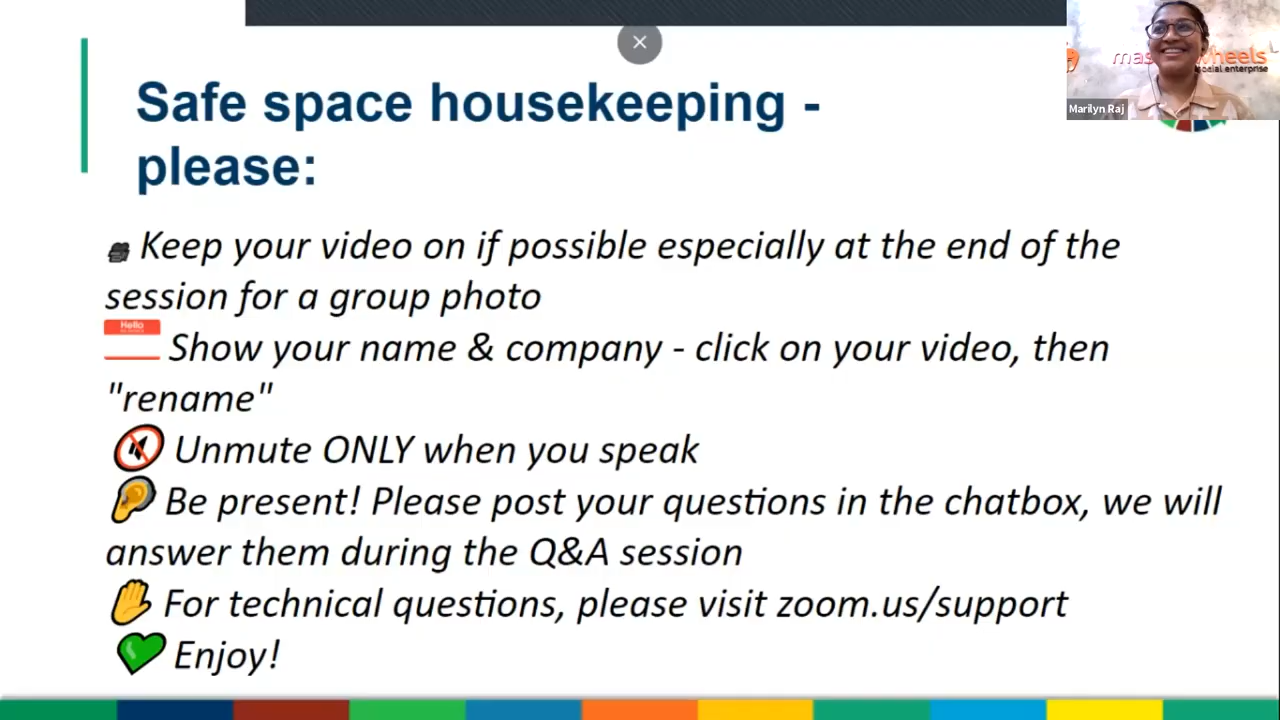 Safe space housekeeping -
please:
Keep your video on if possible especially at the end of the
session for a group photo
Hello
Show your name & company - click on your video, then
"rename"
Unmute ONLY when you speak
Be present! Please post your questions in the chatbox, we will
answer them during the Q&A session
For technical questions, please visit zoom.us/support
Enjoy!
Marilyn Raj
social enterprise